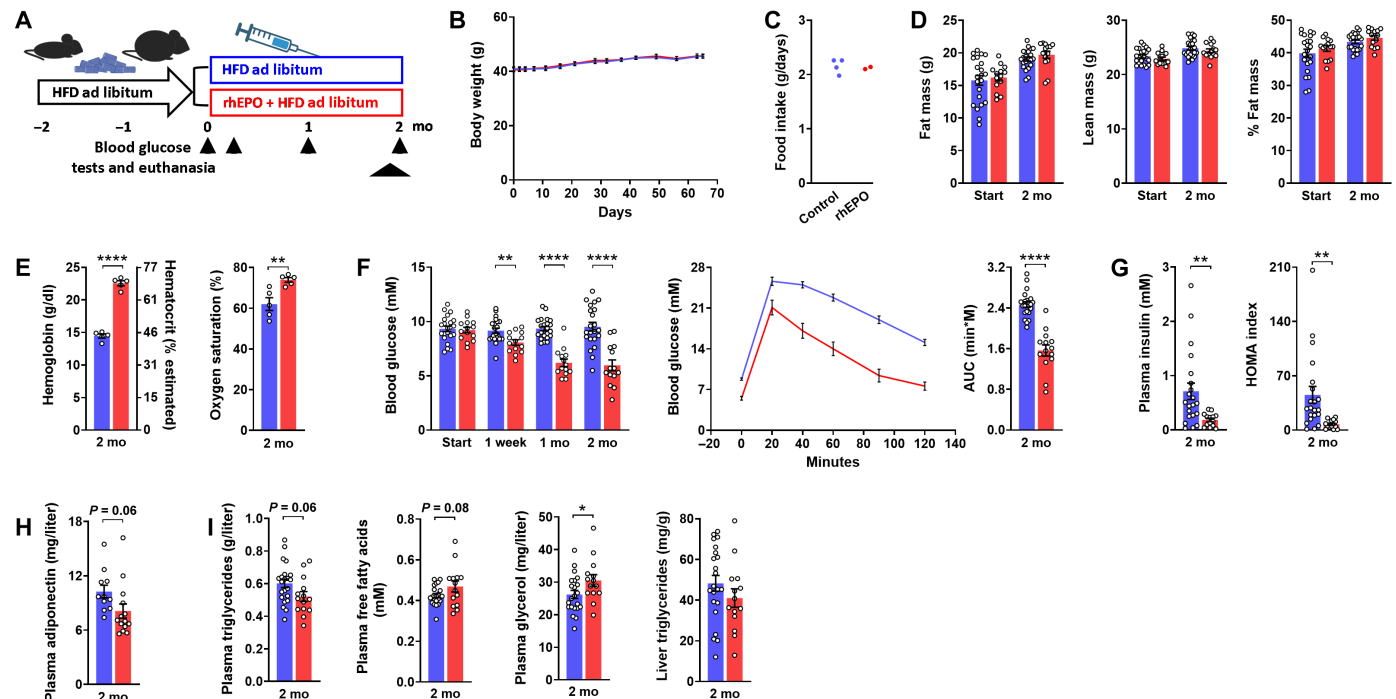 A
HFD ad libitum
HFD ad libitum
rhEPO + HFD ad libitum
−2 −1 0 1 2 mo
Blood glucose
tests and euthanasia
B
Body weight (g)
60
40
20
0
0 10 20 30 40 50 60 70
Days
C
Food intake (g/days)
3
2
1
0
Control
rhEPO
D
Fat mass (g)
25
20
15
10
5
0
Start 2 mo
Lean mass (g)
30
20
10
0
Start 2 mo
% Fat mass
50
40
30
20
10
0
Start 2 mo
E
Hemoglobin (g/dl)
25
20
15
10
5
0
****
2 mo
77
61
46
31
15
0
Hematocrit (% estimated)
Oxygen saturation (%)
80
60
40
20
0
**
2 mo
F
Blood glucose (mM)
15
10
5
0
** **** ****
Start 1 week 1 mo 2 mo
Blood glucose (mM)
28
21
14
7
0
−20 0 20 40 60 80 100 120 140
Minutes
AUC (min*M)
3.2
2.4
1.6
0.8
0.0
****
2 mo
G
Plasma insulin (mM)
3
2
1
0
**
2 mo
HOMA index
210
140
70
0
**
2 mo
H
Plasma adiponectin (mg/liter)
18
12
6
0
P = 0.06
2 mo
I
Plasma triglycerides (g/liter)
1.0
0.8
0.6
0.4
0.2
0.0
P = 0.06
2 mo
Plasma free fatty acids
(mM)
0.8
0.6
0.4
0.2
0.0
P = 0.08
2 mo
Plasma glycerol (mg/liter)
50
40
30
20
10
0
*
2 mo
Liver triglycerides (mg/g)
80
60
40
20
0
2 mo